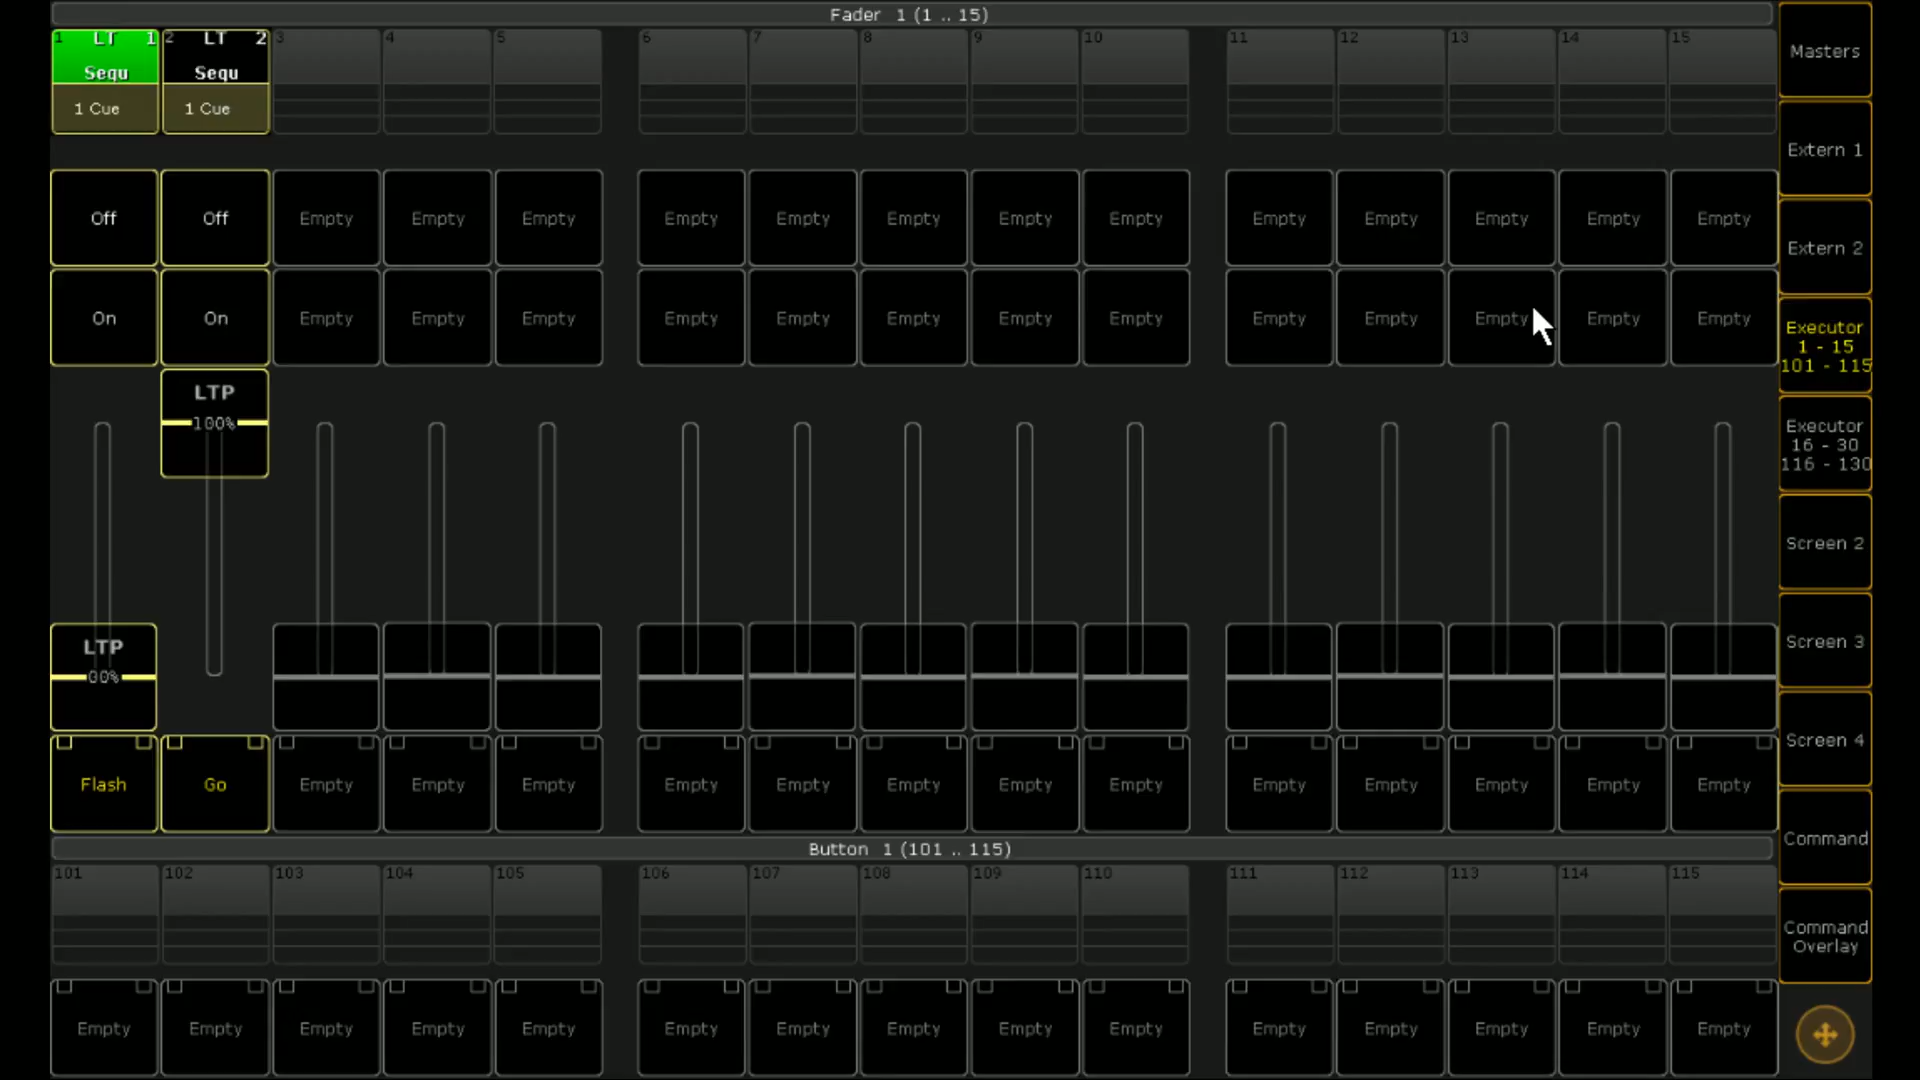 Fader 1 (1 .. 15)
1 LT 1 2 LT 2 3 4 5 6 7 8 9 10 11 12 13 14 15
Sequ Sequ
1 Cue 1 Cue
Off Off Empty Empty Empty Empty Empty Empty Empty Empty Empty Empty Empty Empty Empty
On On Empty Empty Empty Empty Empty Empty Empty Empty Empty Empty Empty Empty Empty
LTP
100%
LTP
00%
Flash Go Empty Empty Empty Empty Empty Empty Empty Empty Empty Empty Empty Empty Empty
Button 1 (101 .. 115)
101 102 103 104 105 106 107 108 109 110 111 112 113 114 115
Empty Empty Empty Empty Empty Empty Empty Empty Empty Empty Empty Empty Empty Empty Empty
Masters
Extern 1
Extern 2
Executor
1 - 15
101 - 115
Executor
16 - 30
116 - 130
Screen 2
Screen 3
Screen 4
Command
Command
Overlay